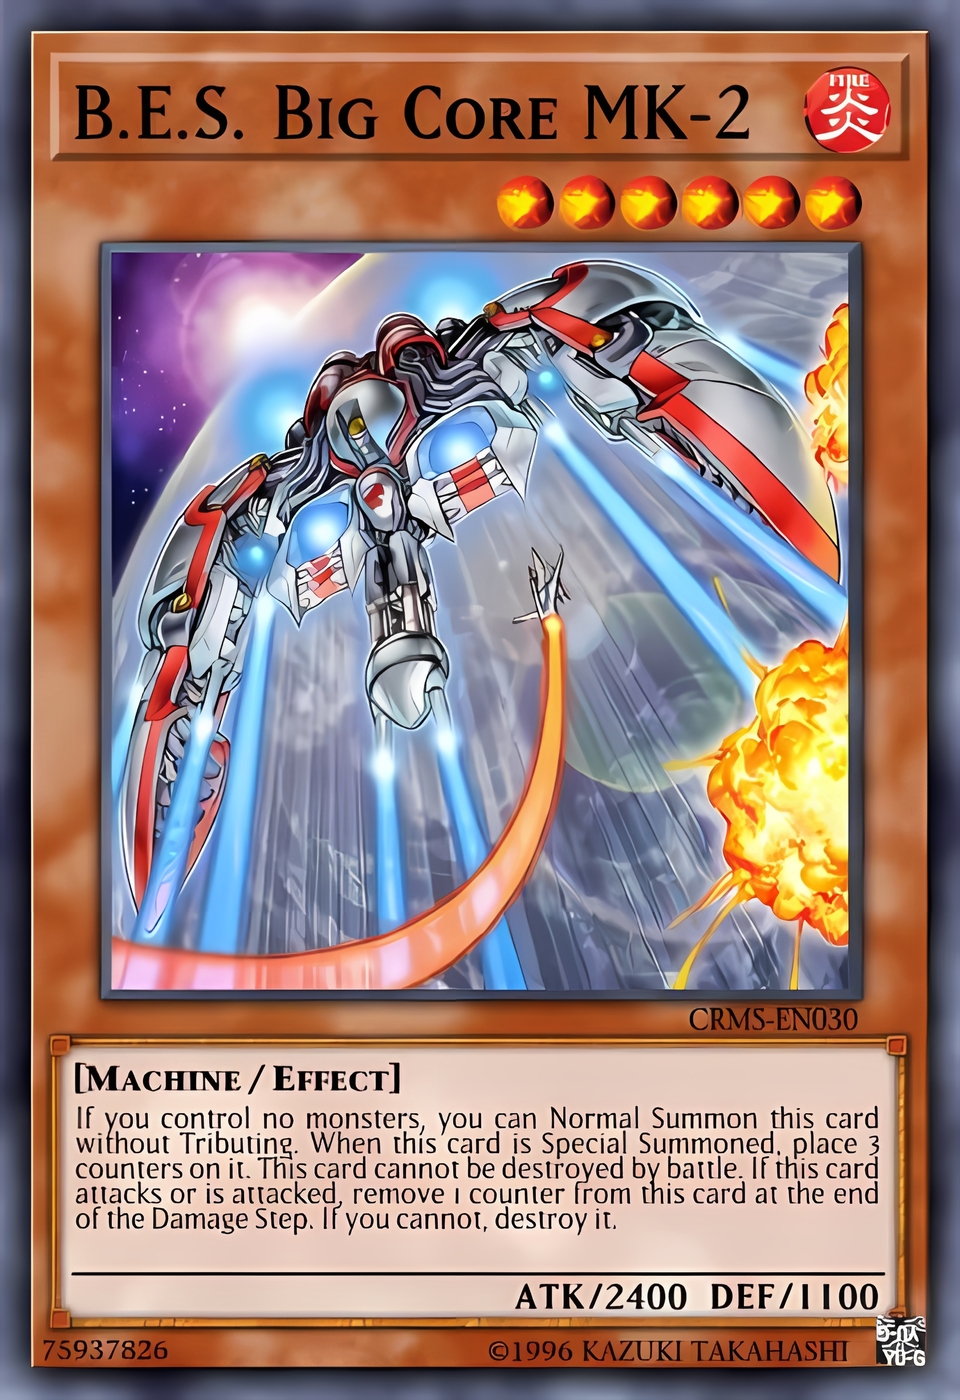 B.E.S. Big Core MK-2
炎
CRMS-EN030
[Machine / Effect]
If you control no monsters, you can Normal Summon this card
without Tributing. When this card is Special Summoned, place 3
counters on it. This card cannot be destroyed by battle. If this card
attacks or is attacked, remove 1 counter from this card at the end
of the Damage Step. If you cannot, destroy it.
ATK/2400 DEF/1100
75937826
©1996 KAZUKI TAKAHASHI